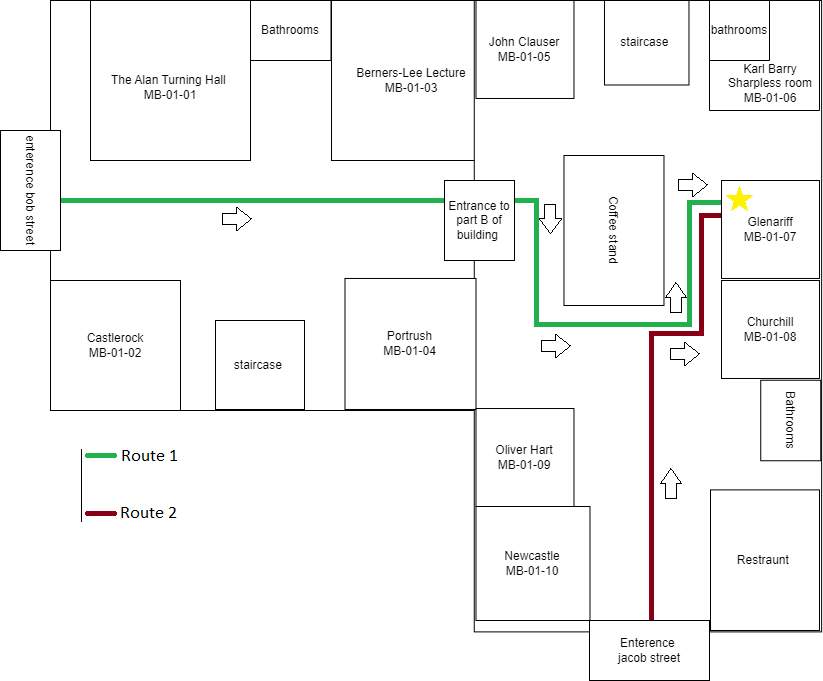 Bathrooms
John Clauser
MB-01-05
staircase
bathrooms
The Alan Turning Hall
MB-01-01
Berners-Lee Lecture
MB-01-03
Karl Barry
Sharpless room
MB-01-06
enterence bob street
Entrance to
part B of
building
Coffee stand
Glenariff
MB-01-07
Castlerock
MB-01-02
staircase
Portrush
MB-01-04
Churchill
MB-01-08
Bathrooms
Route 1
Route 2
Oliver Hart
MB-01-09
Newcastle
MB-01-10
Restraunt
Enterence
jacob street